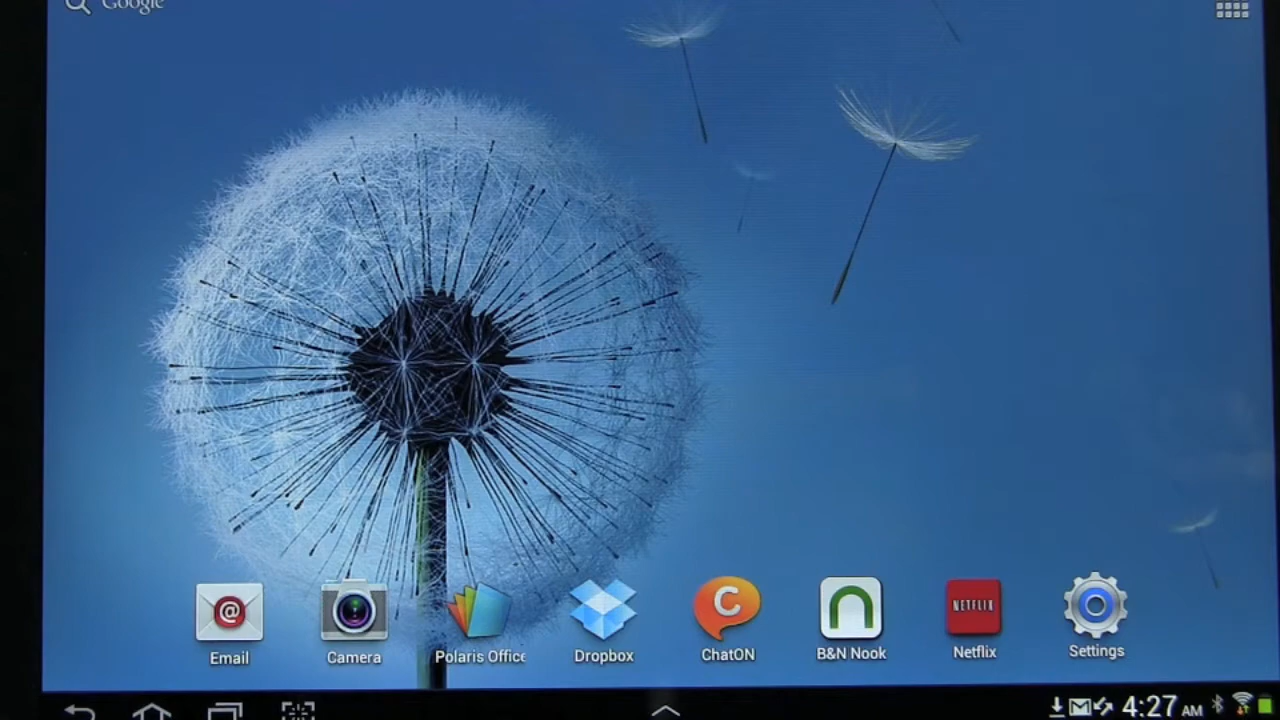 Google
@
C
n
NETFLIX
Email
Camera
Polaris Office
Dropbox
ChatON
B&N Nook
Netflix
Settings
4:27 AM